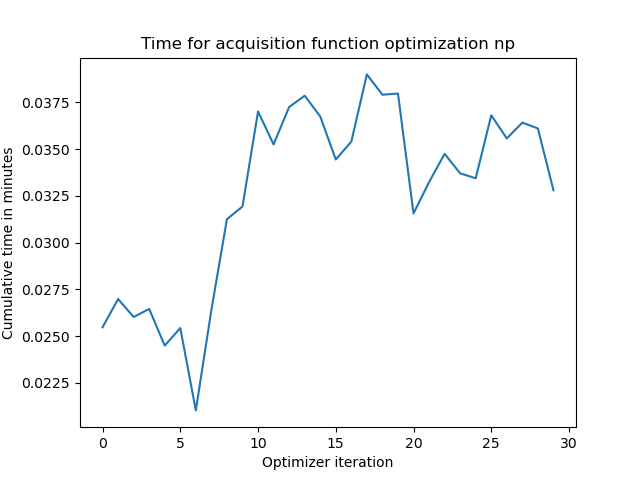 Time for acquisition function optimization np
Cumulative time in minutes
0.0375
0.0350
0.0325
0.0300
0.0275
0.0250
0.0225
0 5 10 15 20 25 30
Optimizer iteration